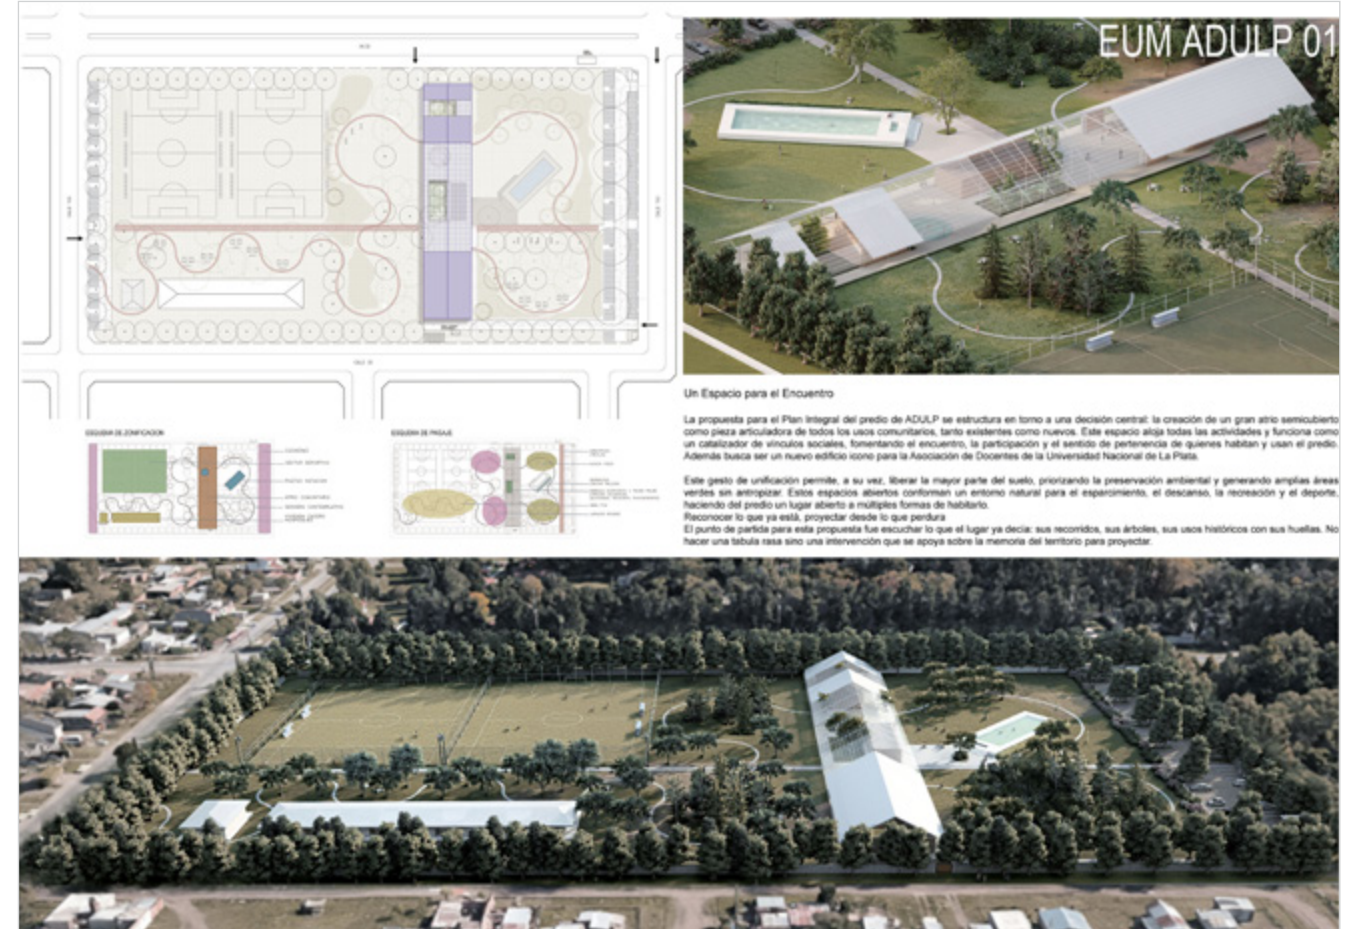 EUM ADULP 01
ESQUEMA DE ZONIFICACION
ESQUEMA DE PAISAJE
Un Espacio para el Encuentro
La propuesta para el Plan Integral del predio de ADULP se estructura en torno a una decisión central: la creación de un gran atrio semicubierto
como pieza articuladora de todos los usos comunitarios, tanto existentes como nuevos. Este espacio aloja todas las actividades y funciona como
un catalizador de vínculos sociales, fomentando el encuentro, la participación y el sentido de pertenencia de quienes habitan y usan el predio.
Además busca ser un nuevo edificio icono para la Asociación de Docentes de la Universidad Nacional de La Plata.
Este gesto de unificación permite, a su vez, liberar la mayor parte del suelo, priorizando la preservación ambiental y generando amplias áreas
verdes sin antropizar. Estos espacios abiertos conforman un entorno natural para el esparcimiento, el descanso, la recreación y el deporte,
haciendo del predio un lugar abierto a múltiples formas de habitarlo.
Reconocer lo que ya está, proyectar desde lo que perdura
El punto de partida para esta propuesta fue escuchar lo que el lugar ya decía: sus recorridos, sus árboles, sus usos históricos con sus huellas. No
hacer una tabula rasa sino una intervención que se apoya sobre la memoria del territorio para proyectar.